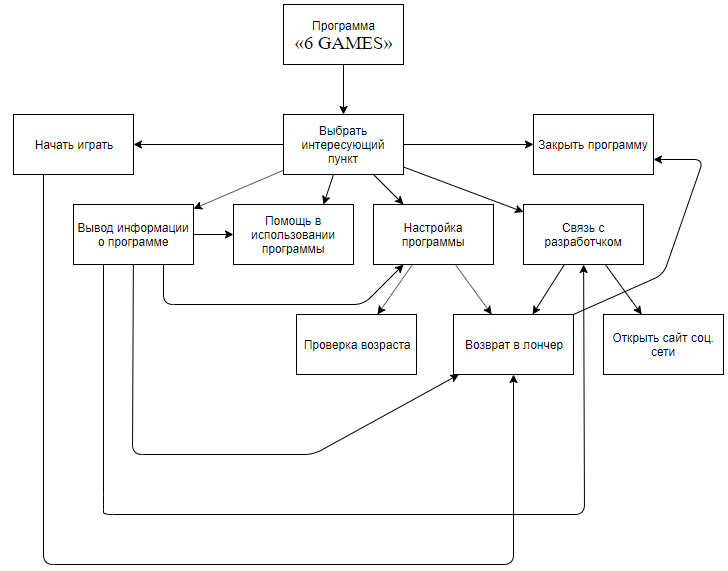 Программа
«6 GAMES»
Начать играть
Выбрать
интересующий
пункт
Закрыть программу
Вывод информации
о программе
Помощь в
использовании
программы
Настройка
программы
Связь с
разработчком
Проверка возраста
Возврат в лончер
Открыть сайт соц.
сети